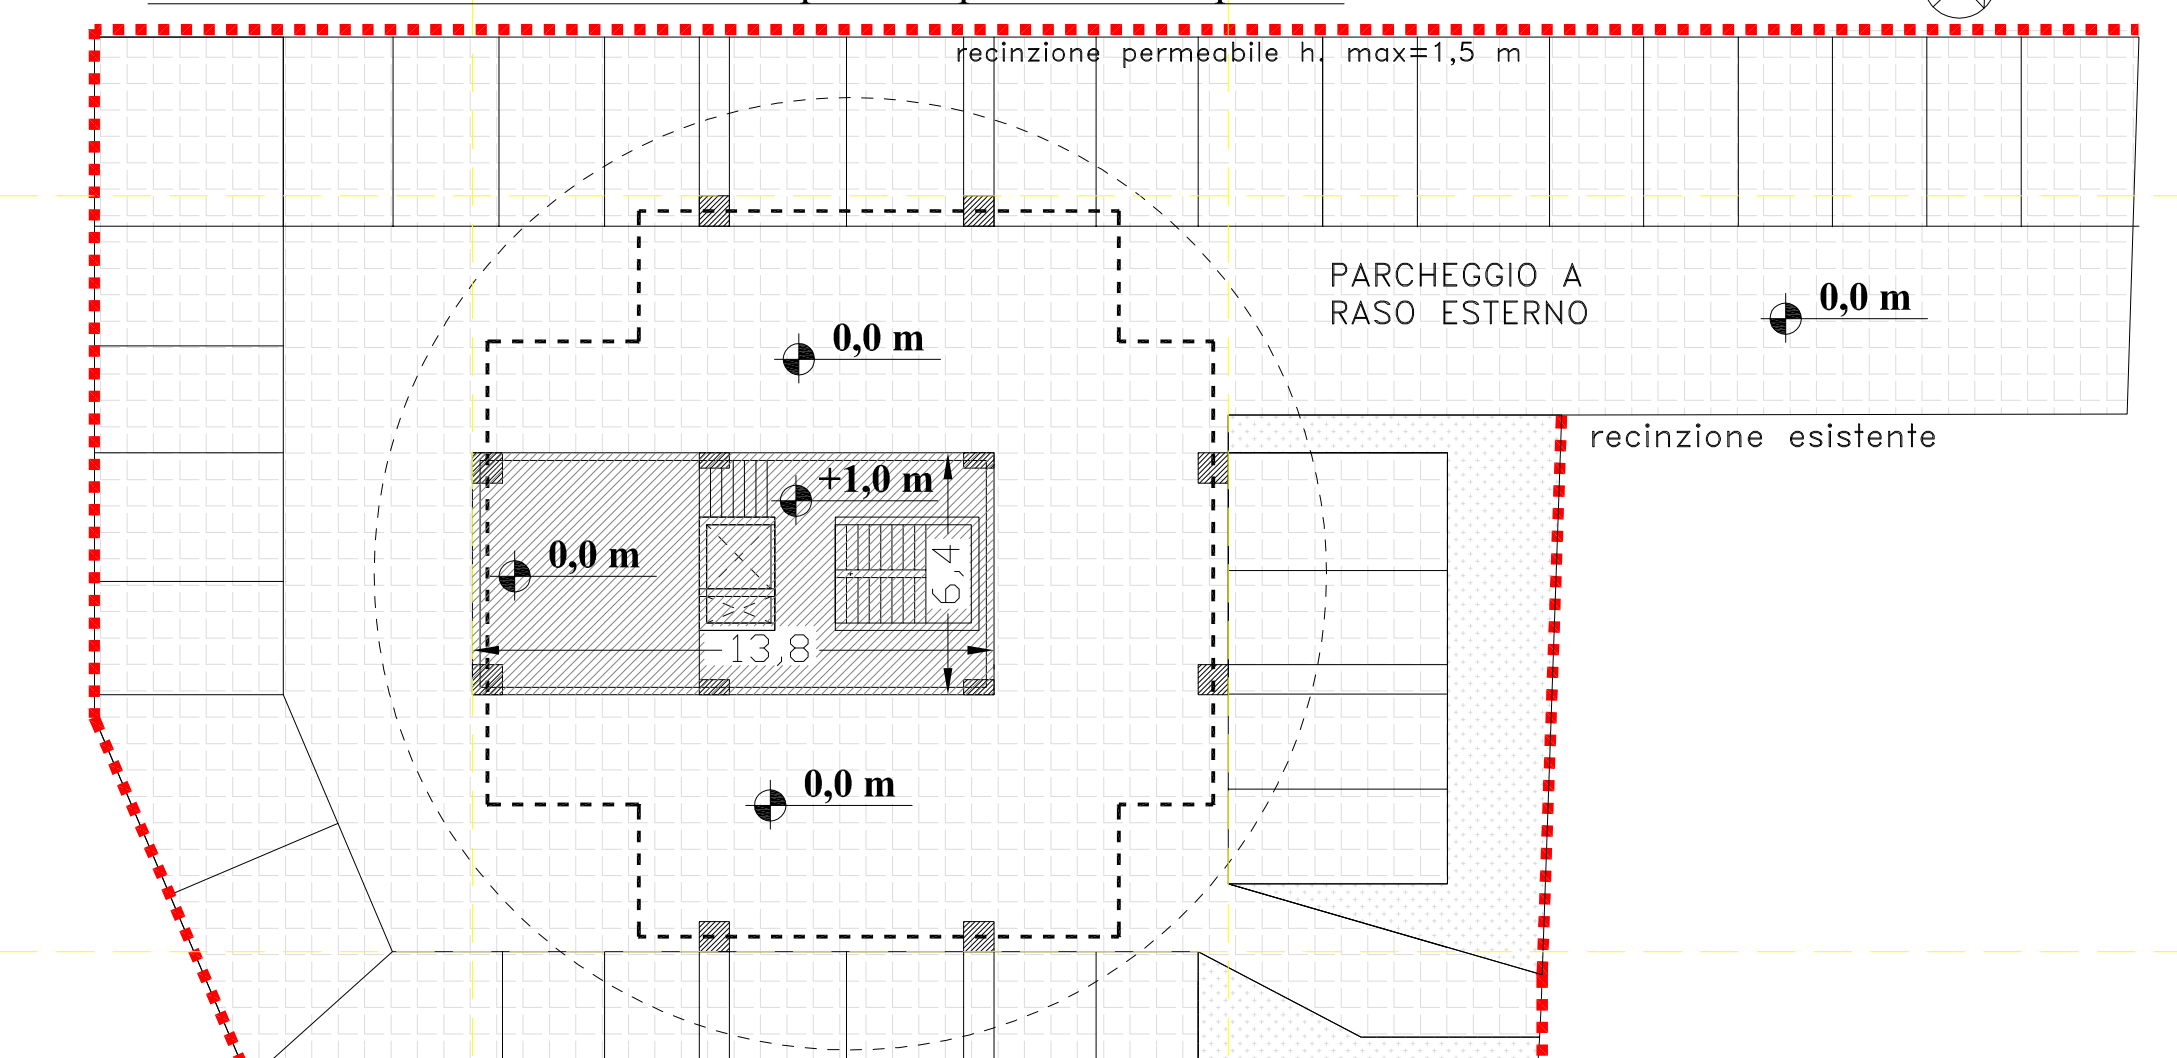 recinzione permeabile h. max=1,5 m
PARCHEGGIO A
RASO ESTERNO
0,0 m
0,0 m
recinzione esistente
+1,0 m
0,0 m
6,4
13,8
0,0 m